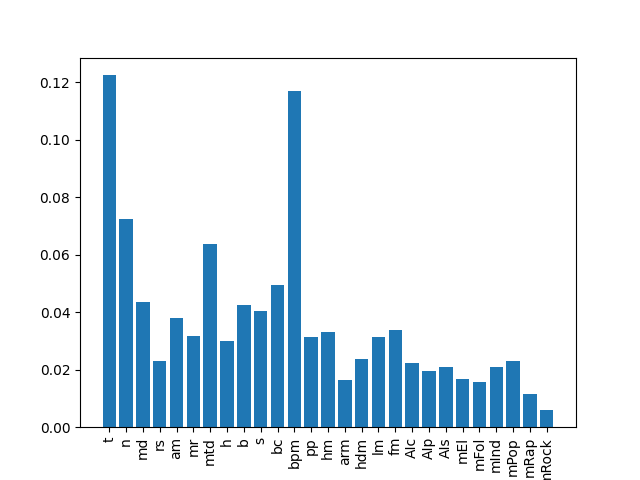 0.12
0.10
0.08
0.06
0.04
0.02
0.00
t
n
md
rs
am
mr
mtd
h
b
s
bc
bpm
pp
hm
arm
hdm
lm
fm
Alc
Alp
Als
mEl
mFol
mInd
mPop
mRap
mRock